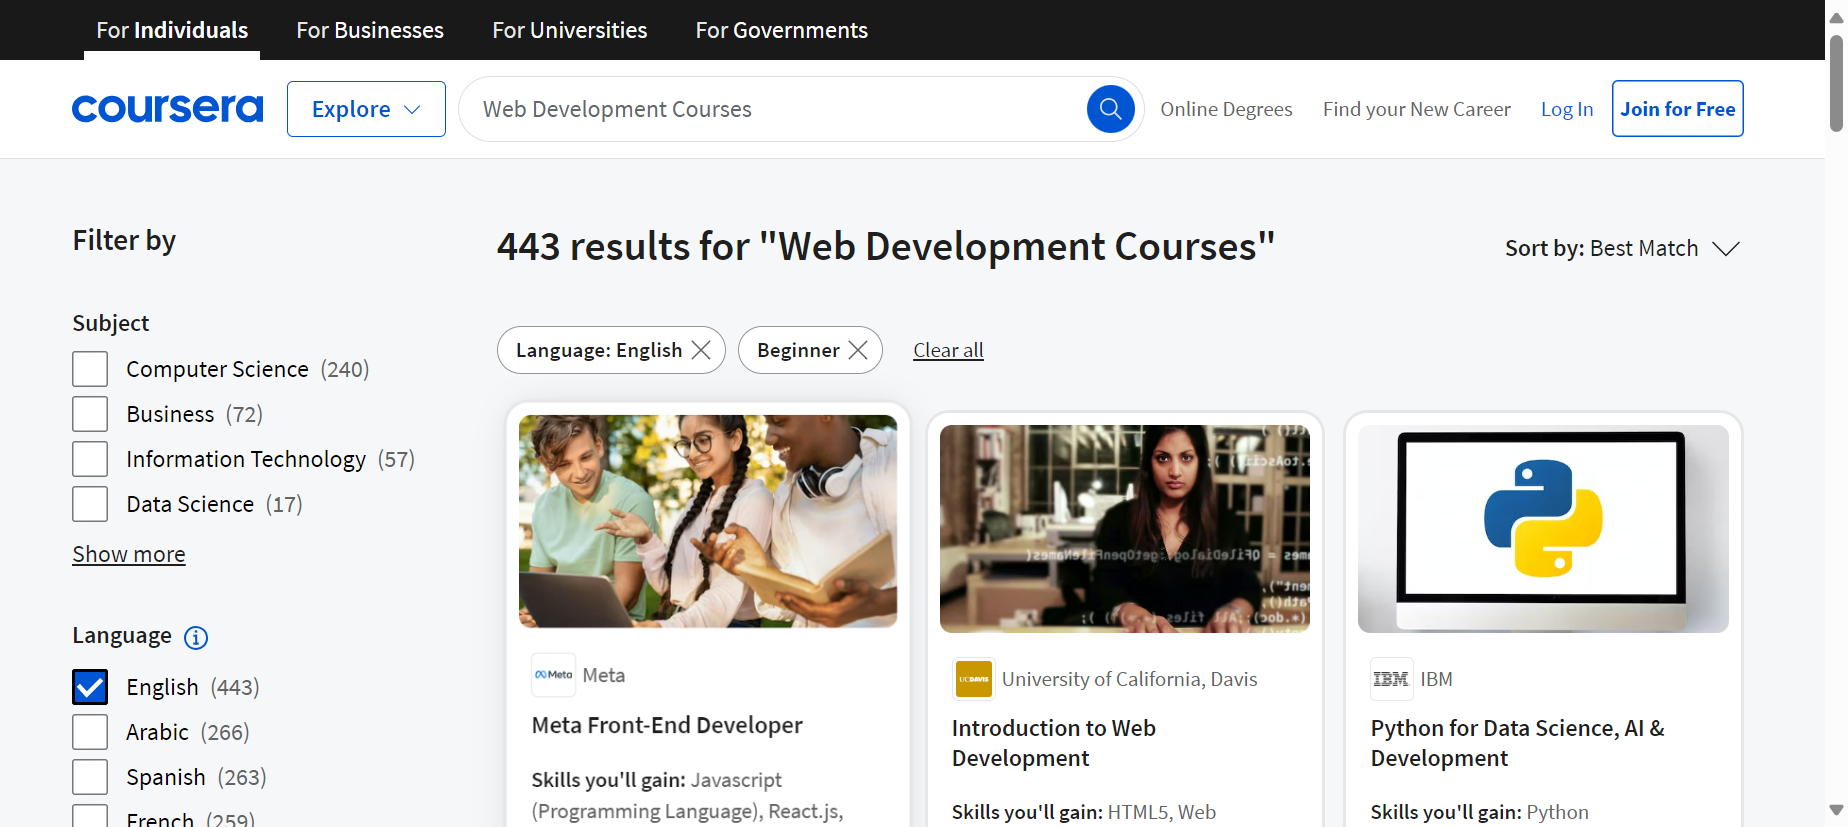 For Individuals
For Businesses
For Universities
For Governments
coursera
Explore
Web Development Courses
Online Degrees
Find your New Career
Log In
Join for Free
Filter by
Subject
Computer Science (240)
Business (72)
Information Technology (57)
Data Science (17)
Show more
Language
English (443)
Arabic (266)
Spanish (263)
French (259)
443 results for "Web Development Courses"
Sort by: Best Match
Language: English
Beginner
Clear all
Meta
Meta
Meta Front-End Developer
Skills you'll gain: Javascript
(Programming Language), React.js,
UCDAVIS
University of California, Davis
Introduction to Web
Development
Skills you'll gain: HTML5, Web
IBM
IBM
Python for Data Science, AI &
Development
Skills you'll gain: Python